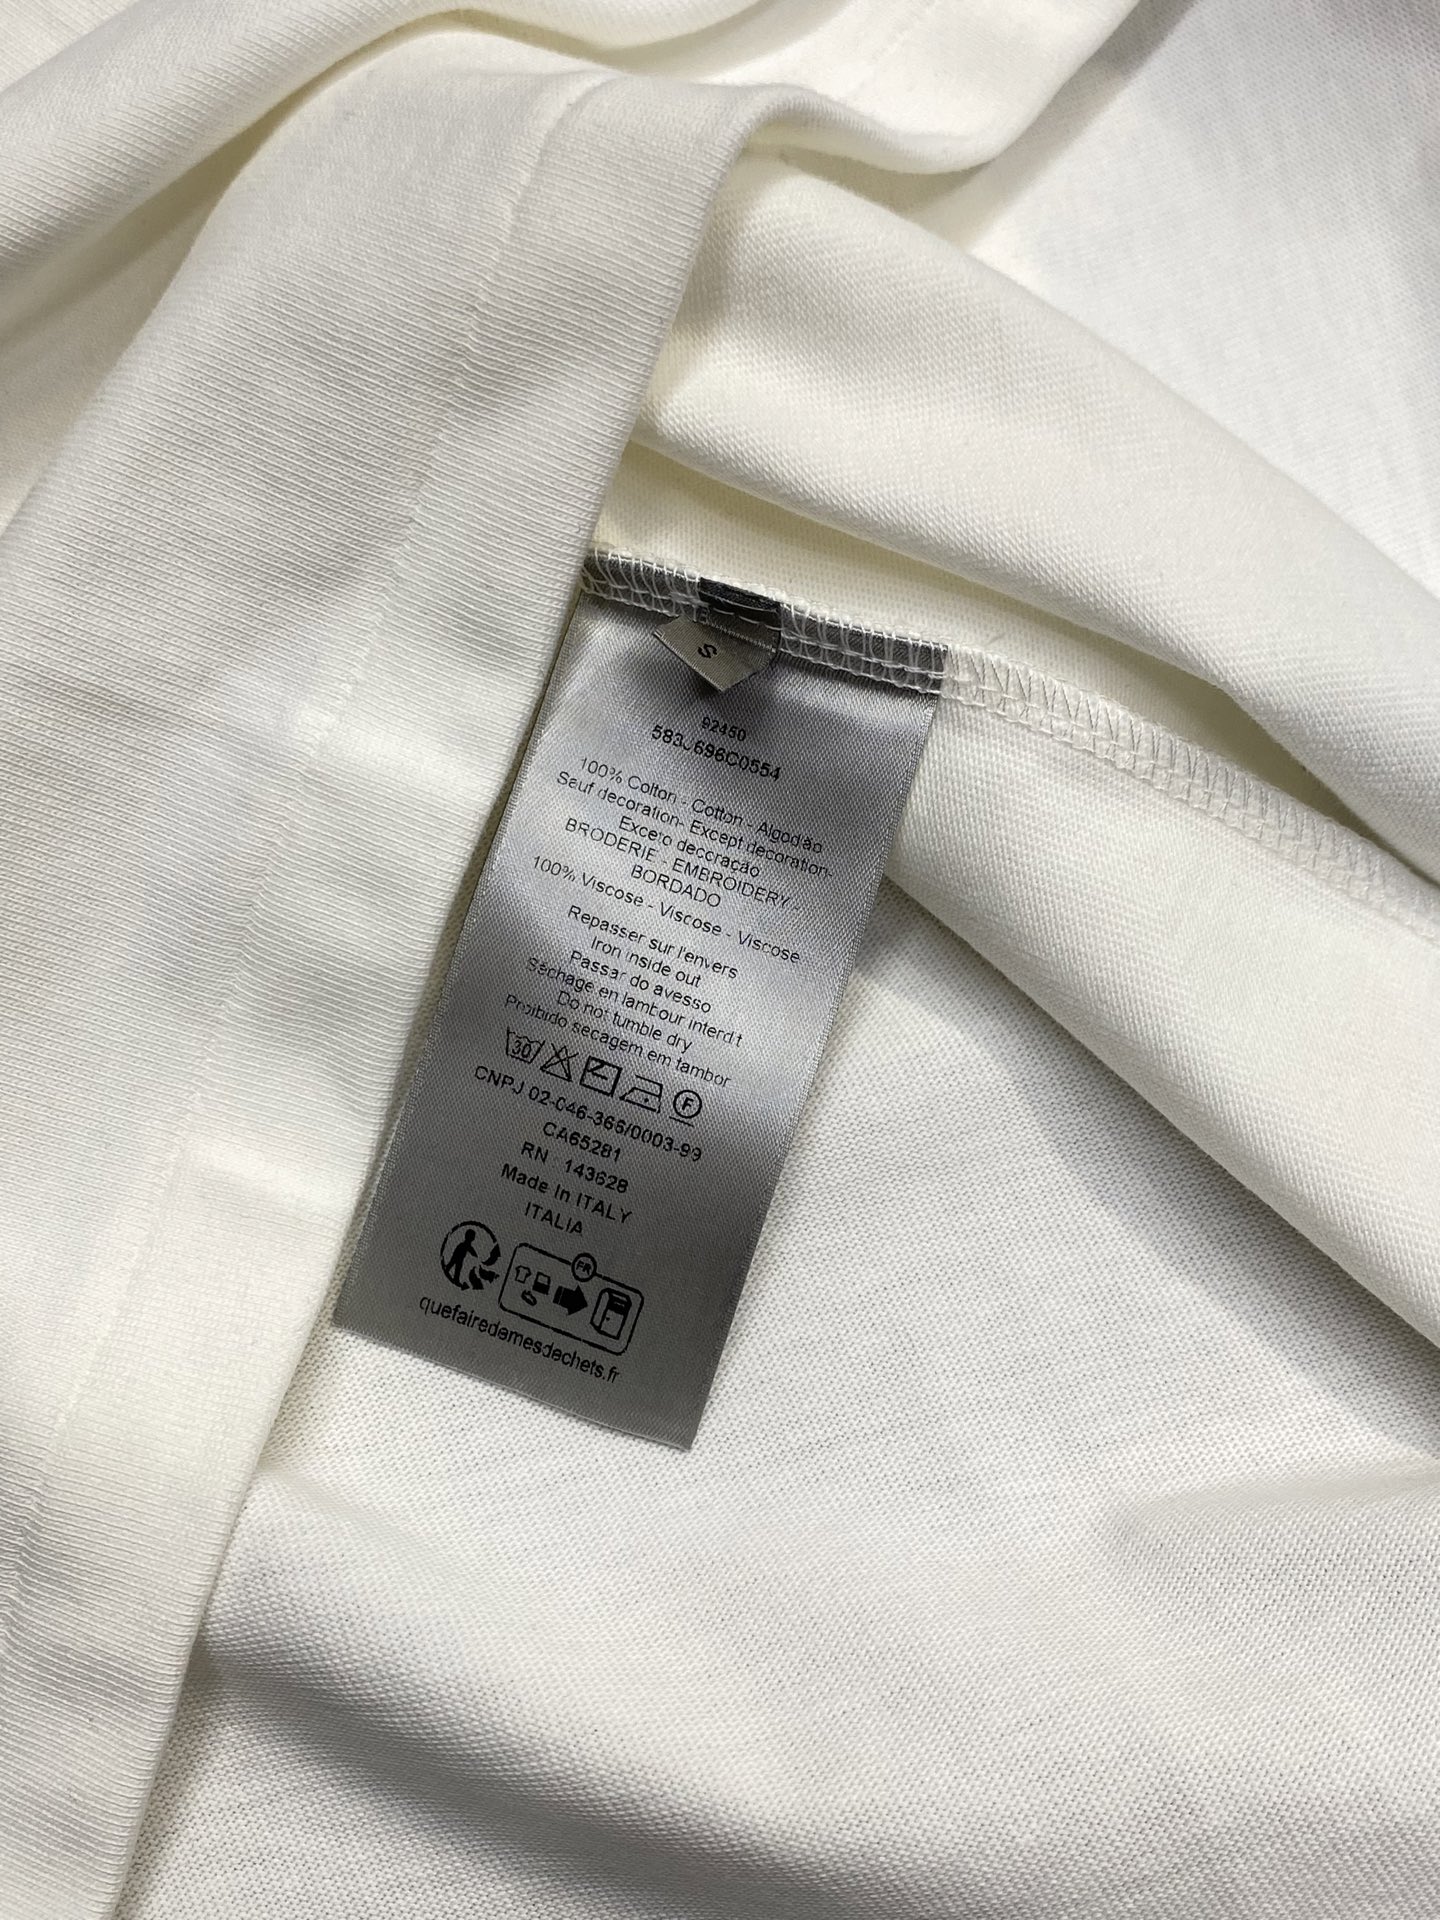 S
92450
100% Coton - Cotton - Algodão
Sauf decoration- Except decoration-
Exceto decoração
BRODERIE - EMBROIDERY -
BORDADO
100% Viscose - Viscose - Viscose
Repasser sur l'envers
Iron inside out
Passar do avesso
Séchage en tambour interdit
Do not tumble dry
Proibido secagem em tambor
30
F
CNPJ 02-046-366/0003-99
CA65281
RN 143628
Made In ITALY
ITALIA
FR
quefairedemesdechets.fr